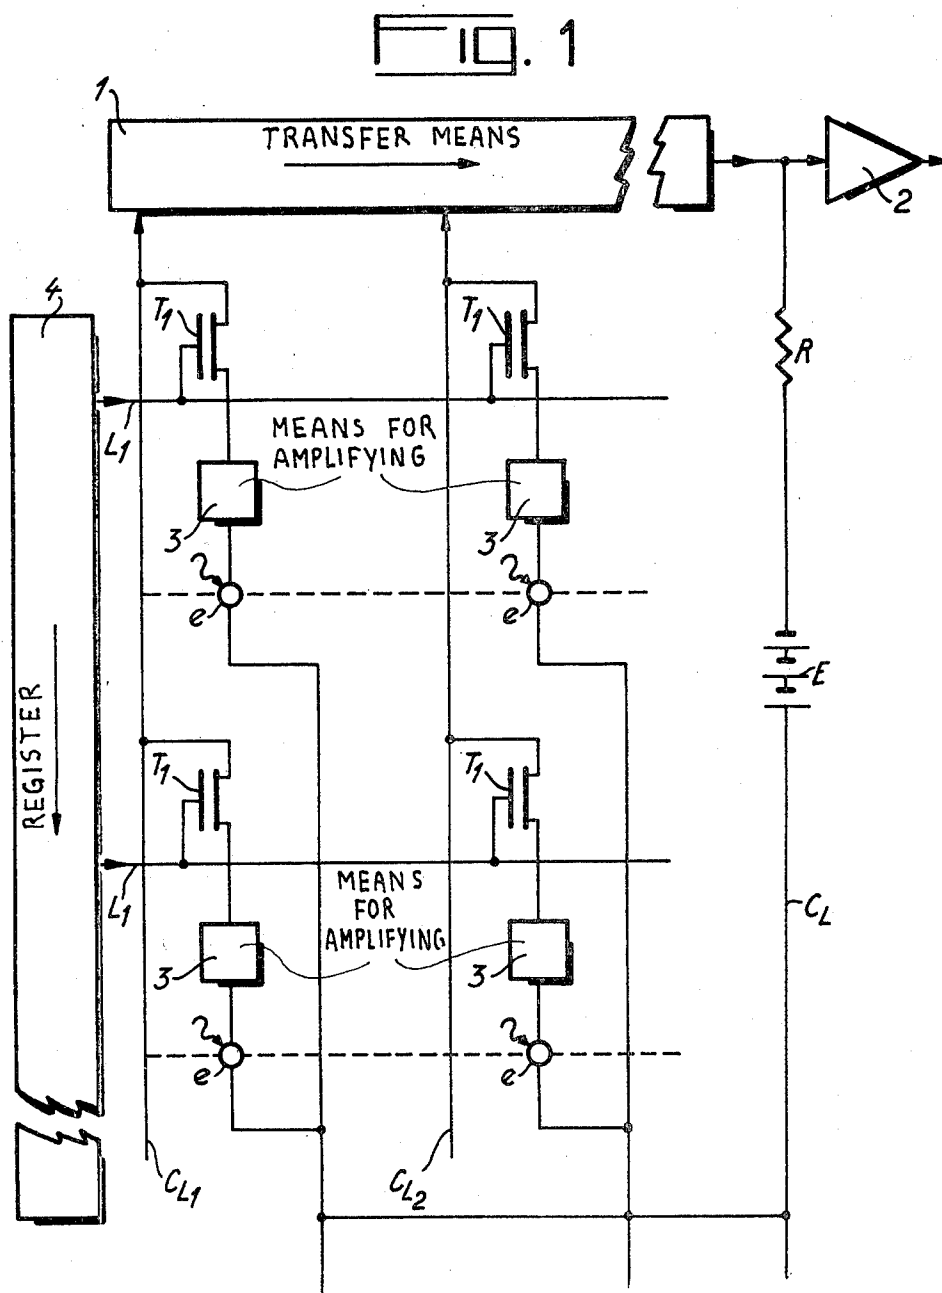 Fig. 1
1
TRANSFER MEANS
2
4
T1
T1
R
L1
MEANS FOR
AMPLIFYING
3
3
e
e
E
REGISTER
T1
T1
L1
MEANS
FOR
AMPLIFYING
CL
3
3
e
e
CL1
CL2